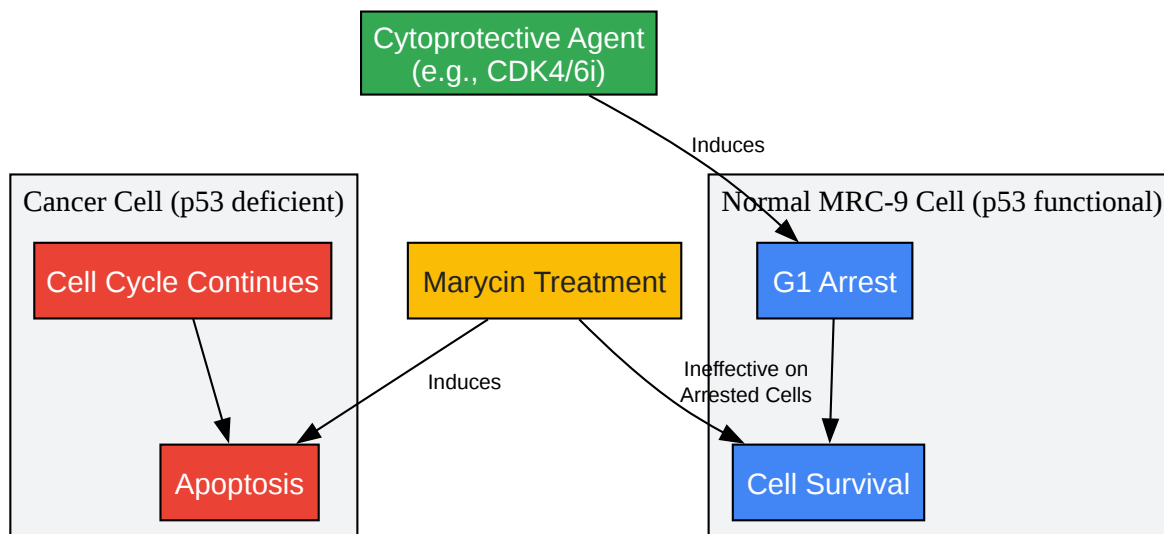 Cytoprotective Agent
(e.g., CDK4/6i)
Induces
Cancer Cell (p53 deficient)
Normal MRC-9 Cell (p53 functional)
Cell Cycle Continues
Marycin Treatment
G1 Arrest
Induces
Ineffective on
Arrested Cells
Apoptosis
Cell Survival